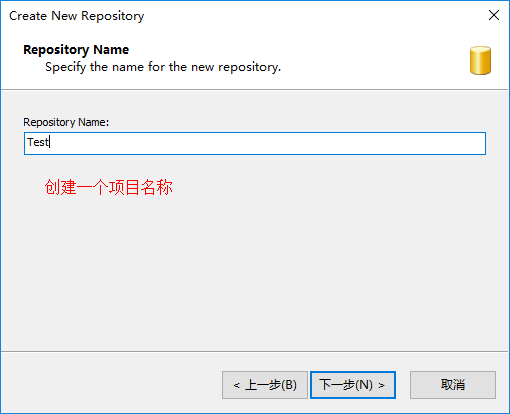 Create New Repository
Repository Name
Specify the name for the new repository.
Repository Name:
Test
创建一个项目名称
< 上一步(B)
下一步(N) >
取消